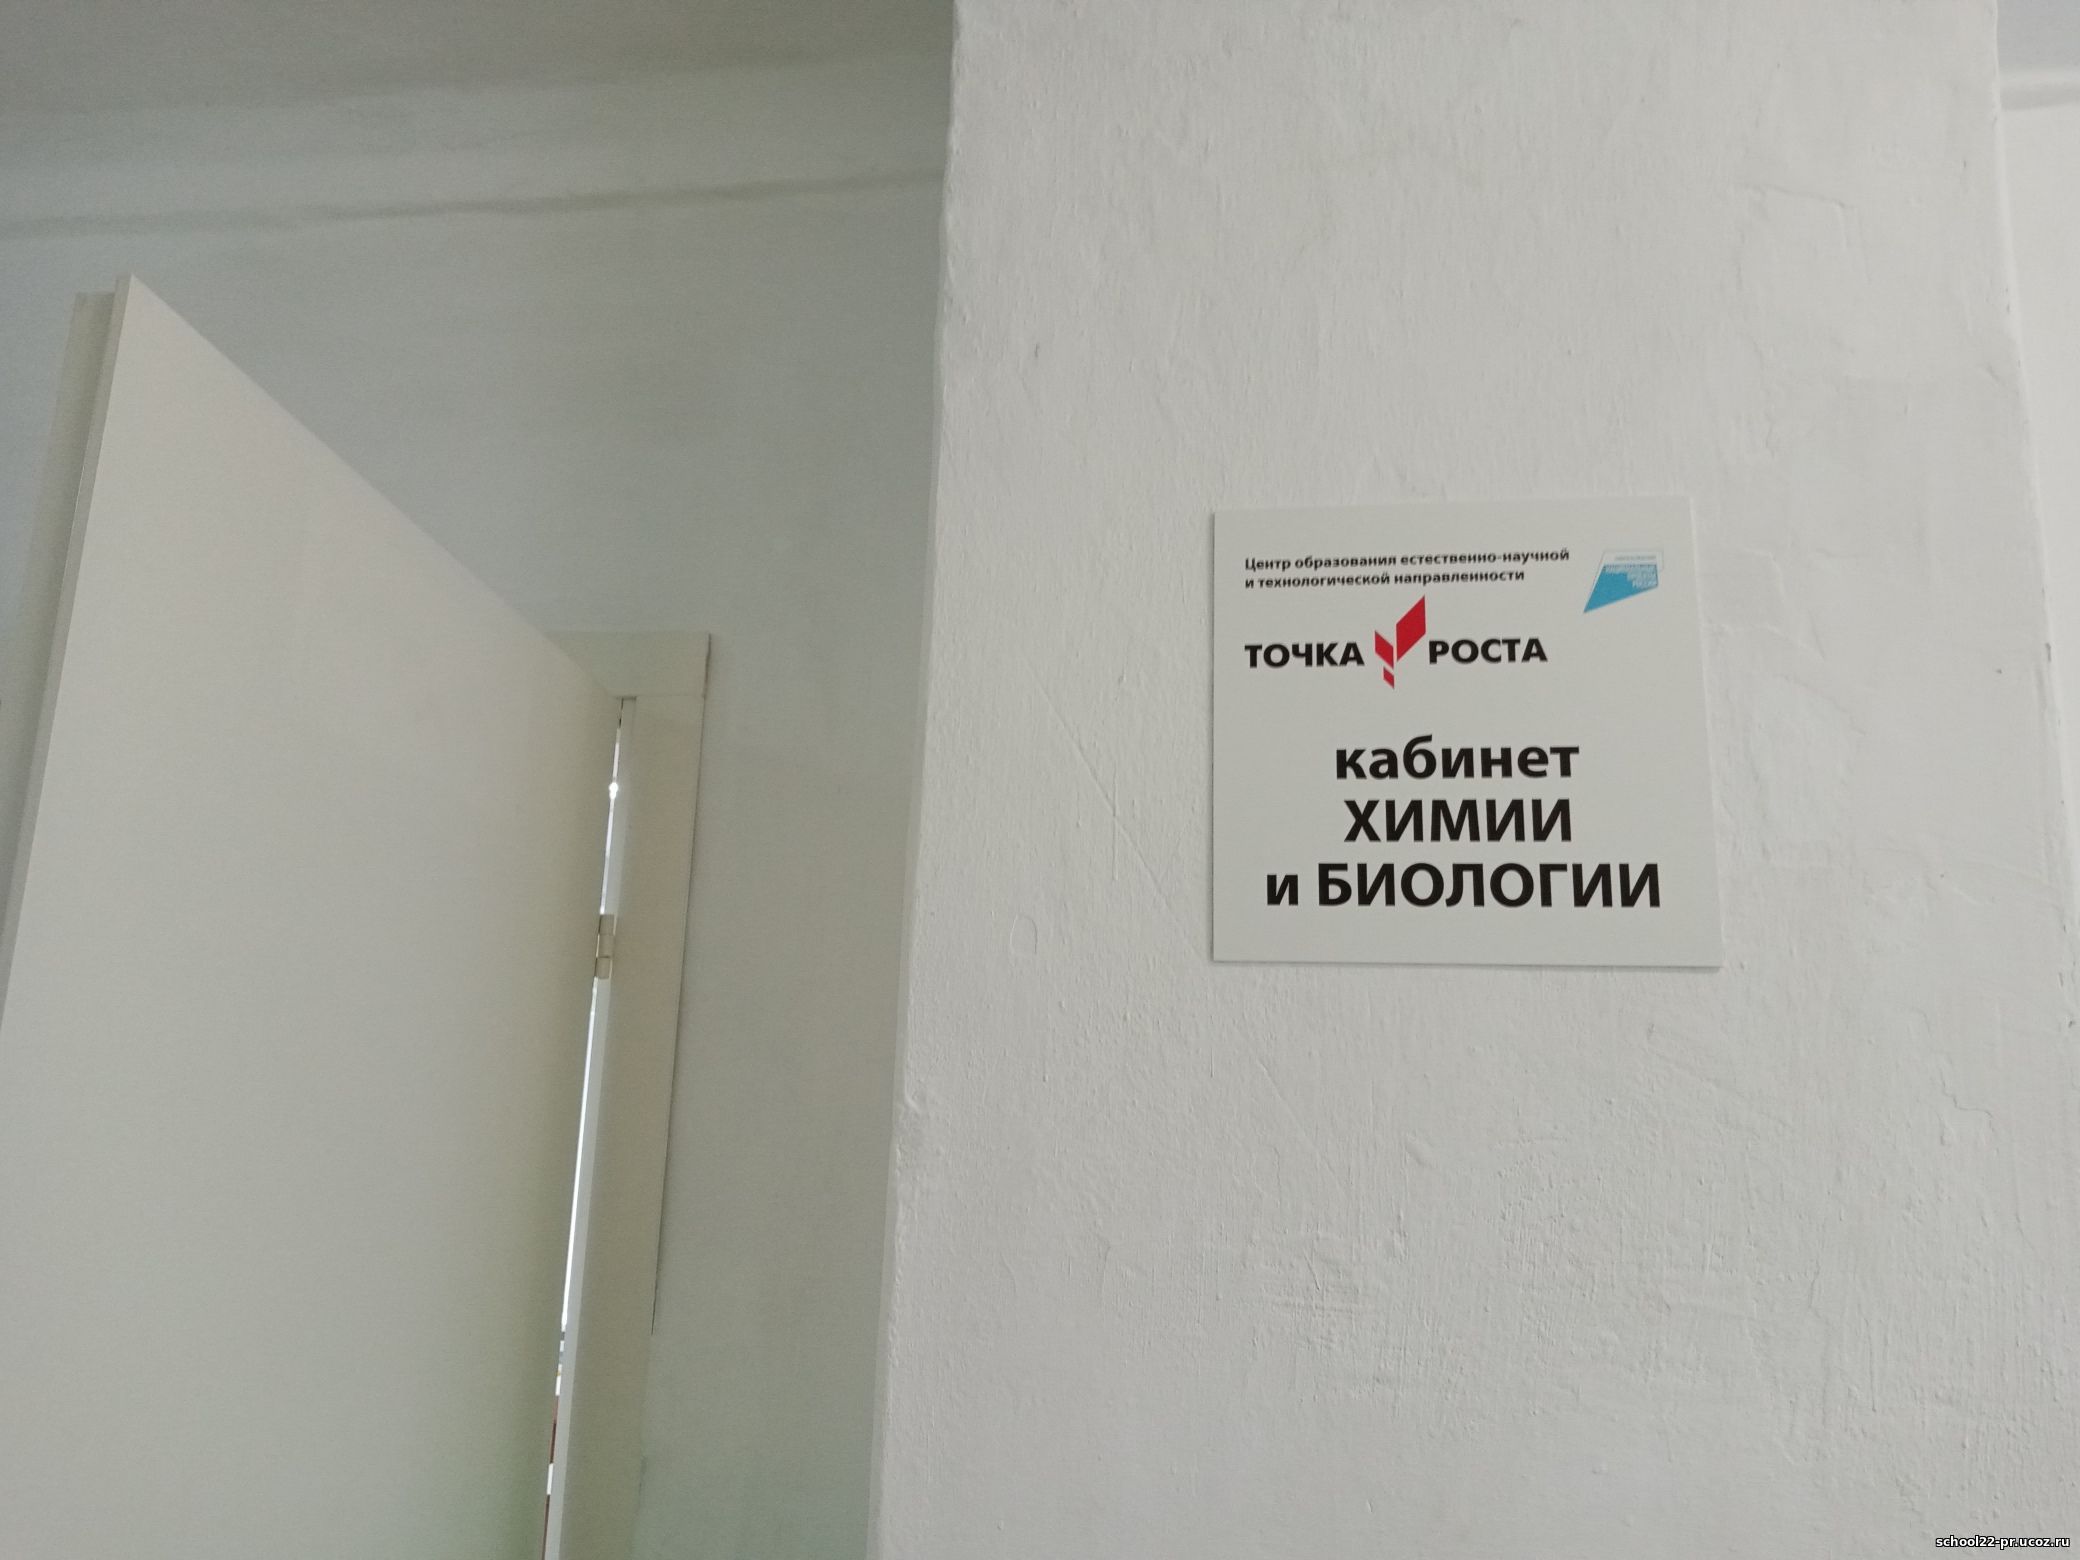 Центр образования естественно-научной
и технологической направленности
ТОЧКА РОСТА
кабинет
ХИМИИ
и БИОЛОГИИ
school22-pr.ucoz.ru